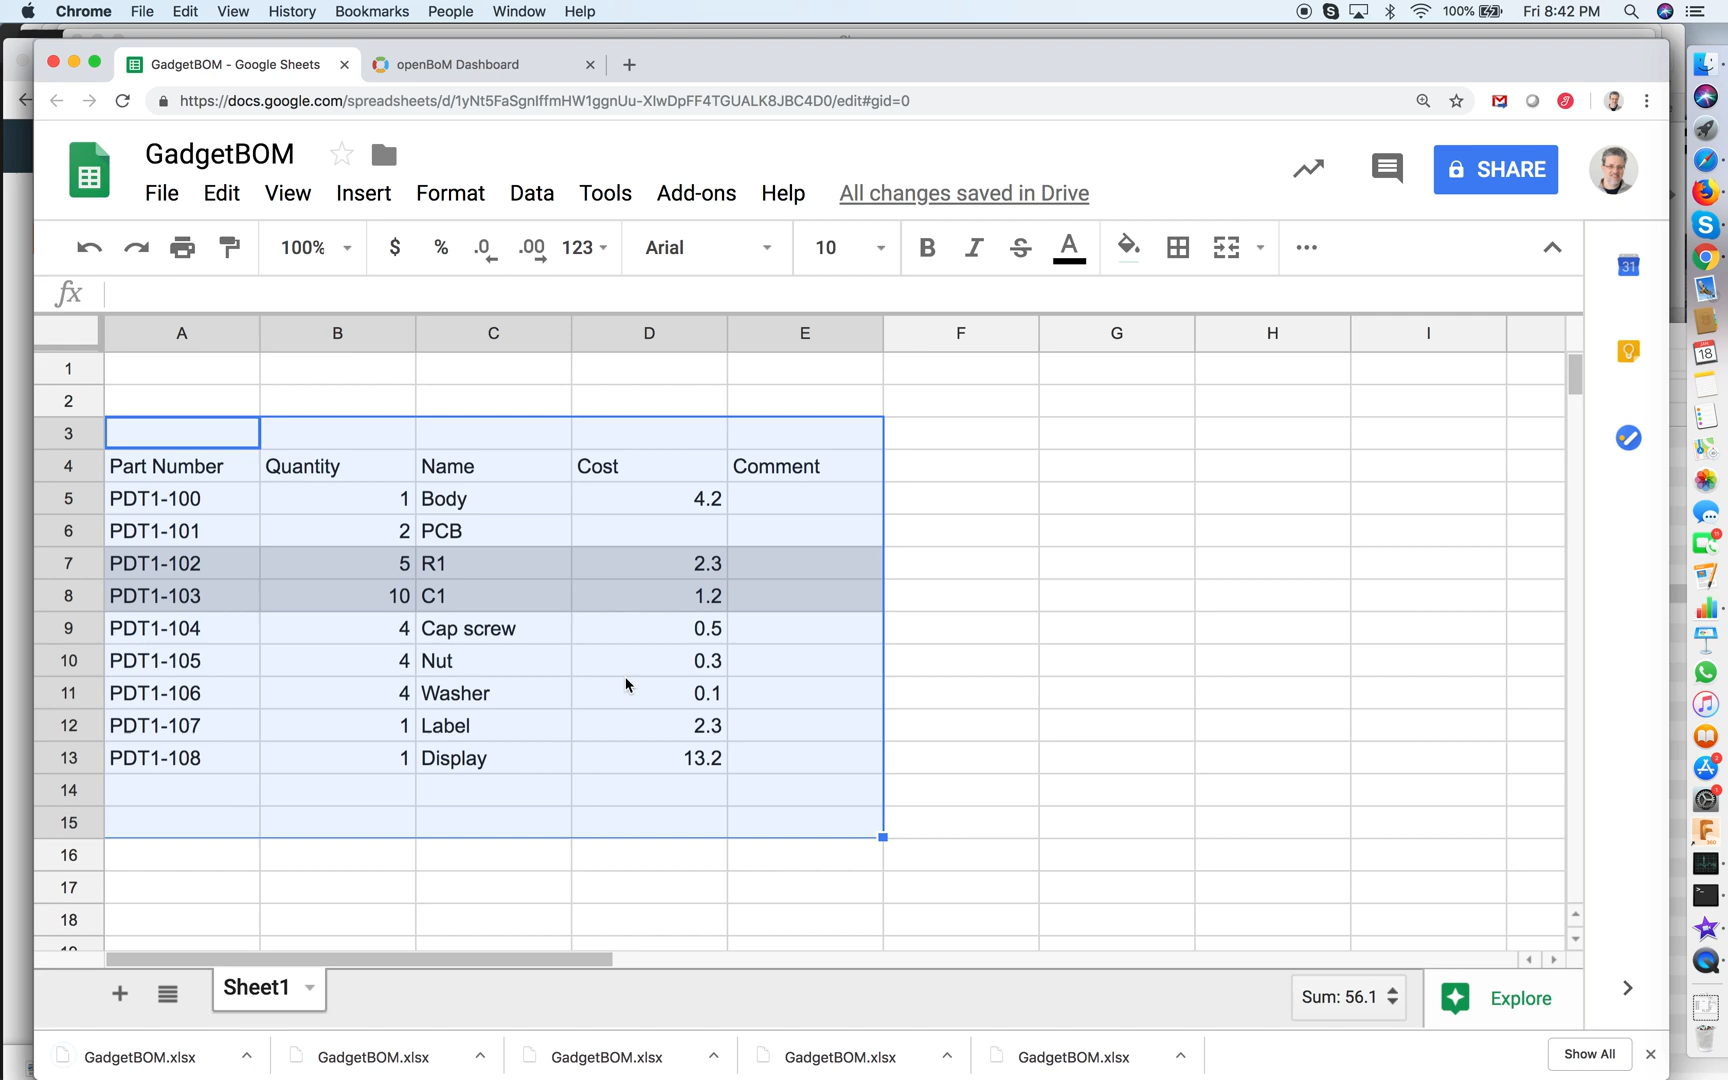 Chrome File Edit View History Bookmarks People Window Help 100% Fri 8:42 PM
GadgetBOM - Google Sheets openBoM Dashboard
https://docs.google.com/spreadsheets/d/1yNt5FaSgnIffmHW1ggnUu-XIwDpFF4TGUALK8JBC4D0/edit#gid=0
GadgetBOM
SHARE
File Edit View Insert Format Data Tools Add-ons Help All changes saved in Drive
100% $ % .0 .00 123 Arial 10 B I S A
31
fx
A B C D E F G H I
1
2
3
4 Part Number Quantity Name Cost Comment
5 PDT1-100 1 Body 4.2
6 PDT1-101 2 PCB
7 PDT1-102 5 R1 2.3
8 PDT1-103 10 C1 1.2
9 PDT1-104 4 Cap screw 0.5
10 PDT1-105 4 Nut 0.3
11 PDT1-106 4 Washer 0.1
12 PDT1-107 1 Label 2.3
13 PDT1-108 1 Display 13.2
14
15
16
17
18
Sheet1 Sum: 56.1 Explore
GadgetBOM.xlsx GadgetBOM.xlsx GadgetBOM.xlsx GadgetBOM.xlsx GadgetBOM.xlsx Show All